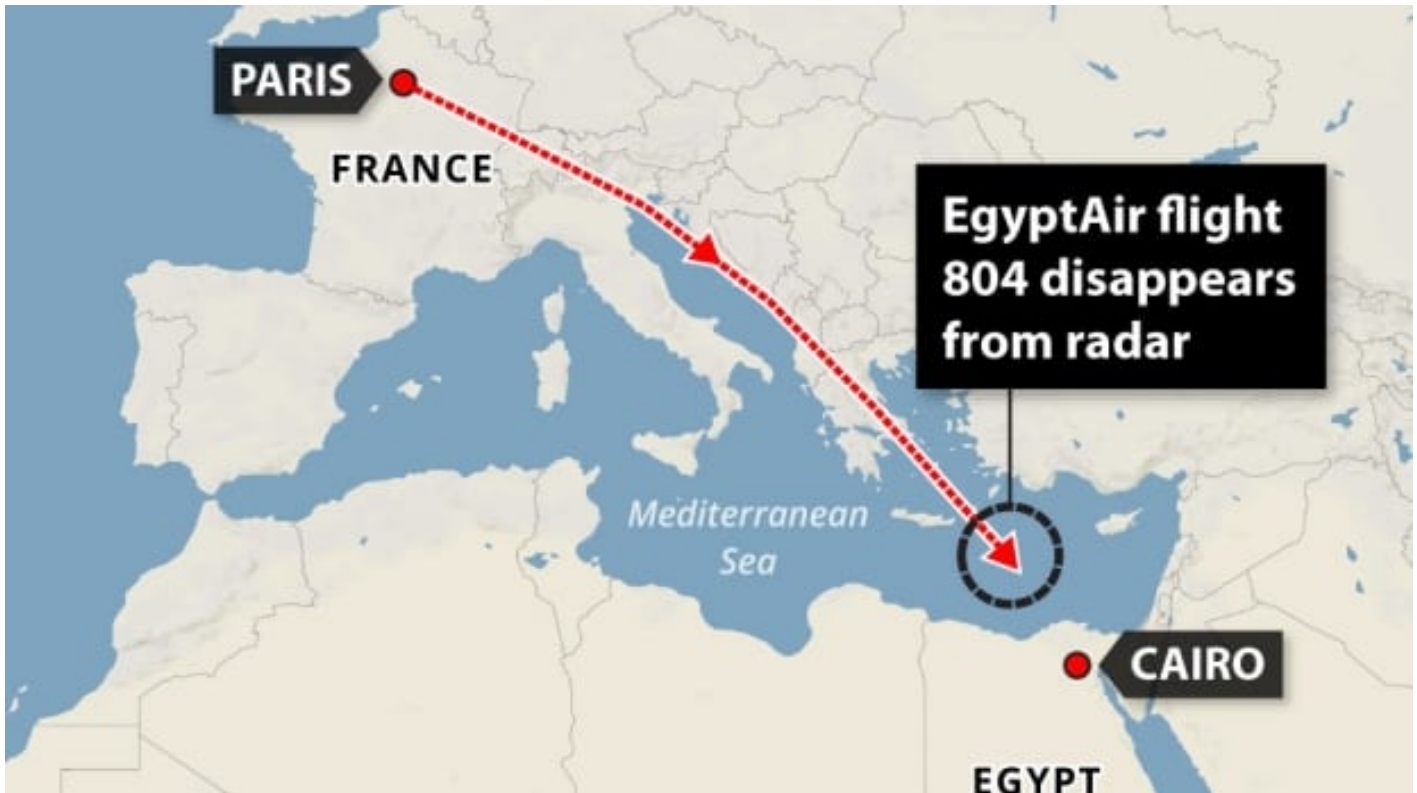 PARIS
FRANCE
EgyptAir flight
804 disappears
from radar
Mediterranean
Sea
CAIRO
EGYPT